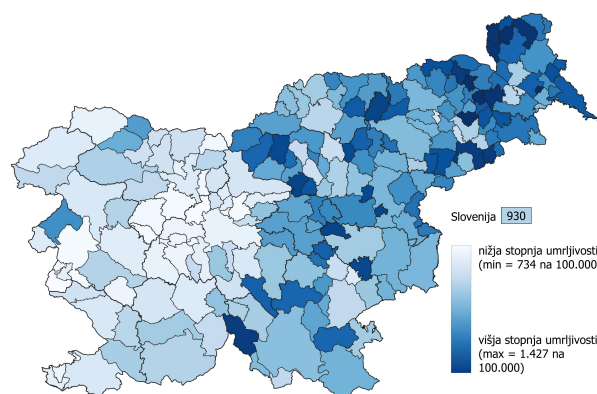 Slovenija 930
nižja stopnja umrljivosti
(min = 734 na 100.000)
višja stopnja umrljivosti
(max = 1.427 na
100.000)